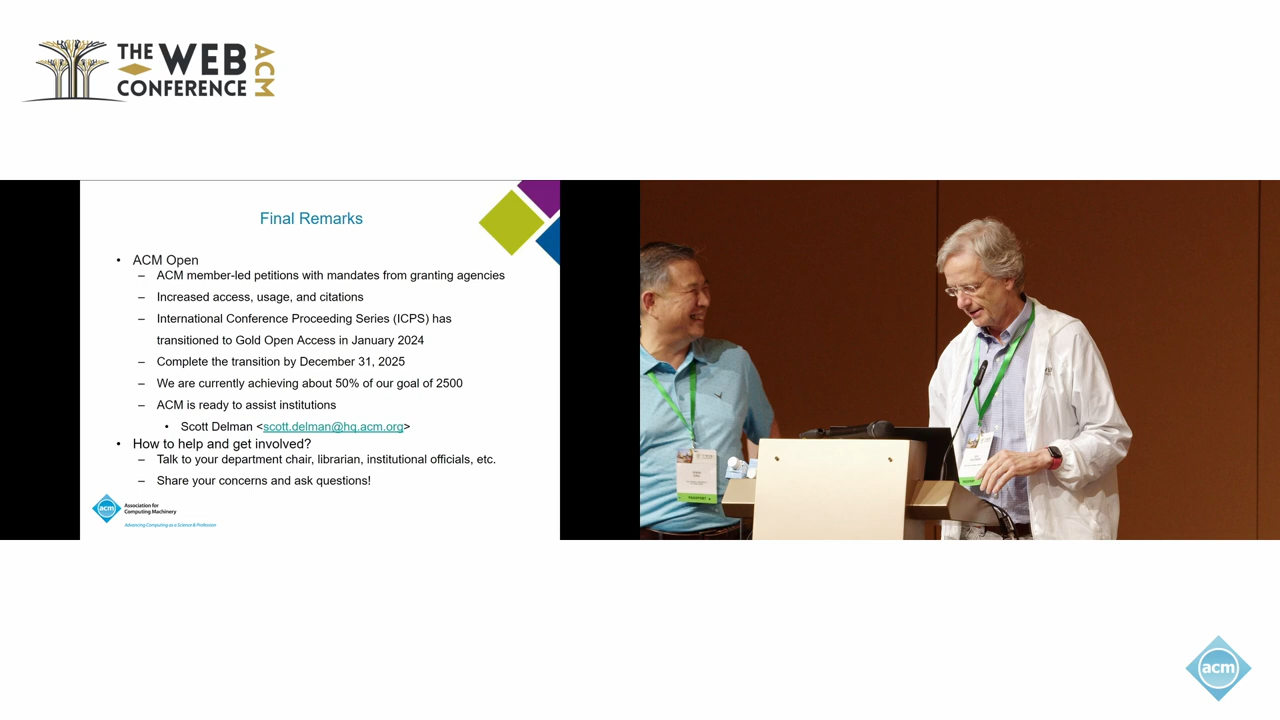 THE WEB
CONFERENCE
ACM
Final Remarks
• ACM Open
– ACM member-led petitions with mandates from granting agencies
– Increased access, usage, and citations
– International Conference Proceeding Series (ICPS) has
transitioned to Gold Open Access in January 2024
– Complete the transition by December 31, 2025
– We are currently achieving about 50% of our goal of 2500
– ACM is ready to assist institutions
• Scott Delman <scott.delman@hq.acm.org>
• How to help and get involved?
– Talk to your department chair, librarian, institutional officials, etc.
– Share your concerns and ask questions!
acm
Association for
Computing Machinery
Advancing Computing as a Science & Profession
acm